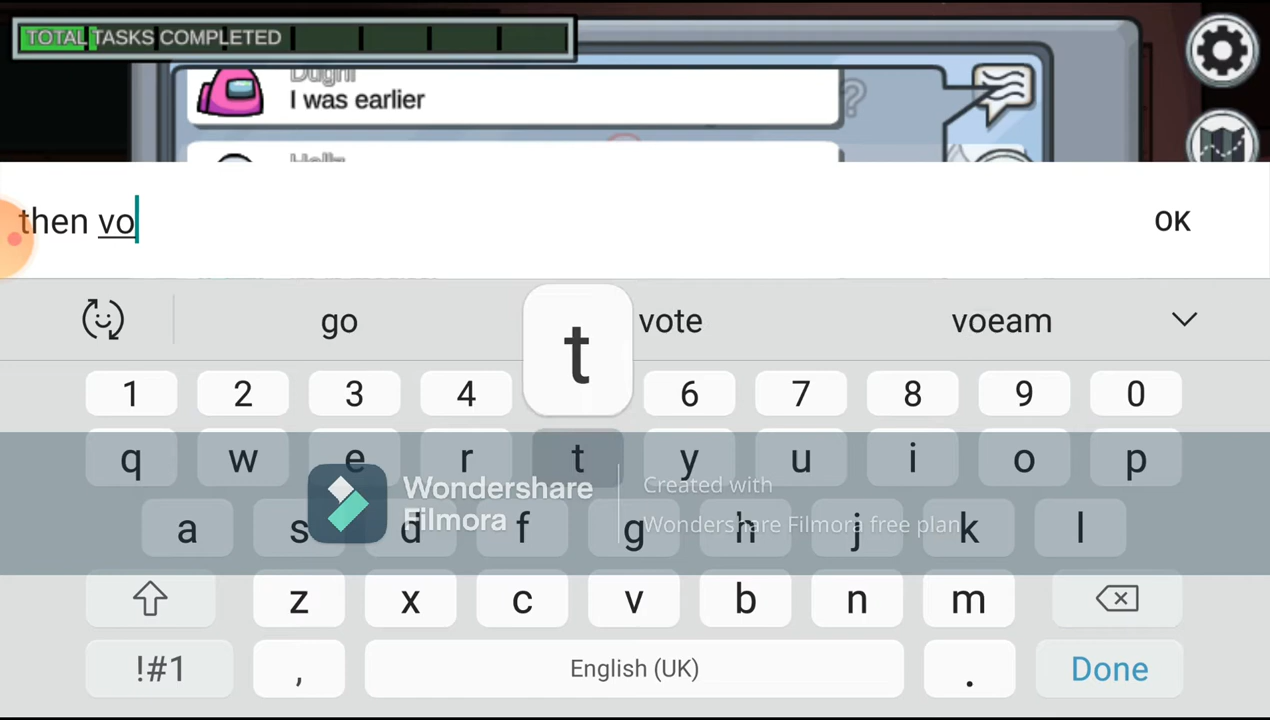 TOTAL TASKS COMPLETED
Dugni
I was earlier
?
then vo
OK
go
t
vote
voeam
1 2 3 4 6 7 8 9 0
q w e r t y u i o p
Wondershare
Filmora
Created with
Wondershare Filmora free plan
a s d f g h j k l
z x c v b n m
!#1 , English (UK) . Done